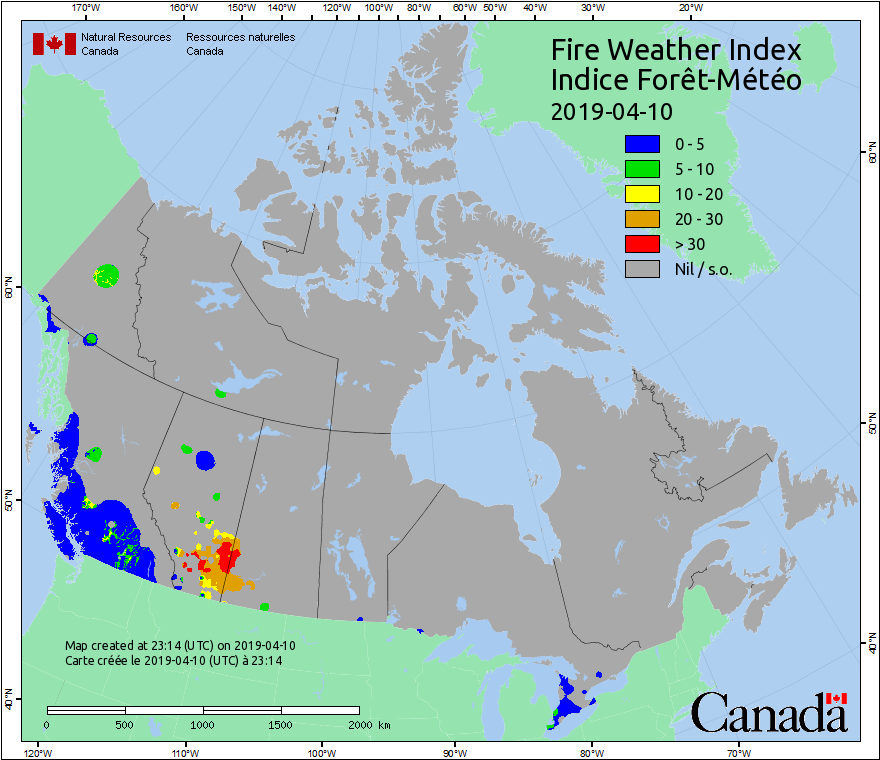 170°W 160°W 150°W 140°W 120°W 100°W 80°W 60°W 50°W 40°W 30°W 20°W
Natural Resources Ressources naturelles
Canada Canada
Fire Weather Index
Indice Forêt-Météo
2019-04-10
0 - 5
5 - 10
10 - 20
20 - 30
> 30
Nil / s.o.
60°N
60°N
50°N
50°N
40°N
40°N
Map created at 23:14 (UTC) on 2019-04-10
Carte créée le 2019-04-10 (UTC) à 23:14
0 500 1000 1500 2000 km
Canada
120°W 110°W 100°W 90°W 80°W 70°W